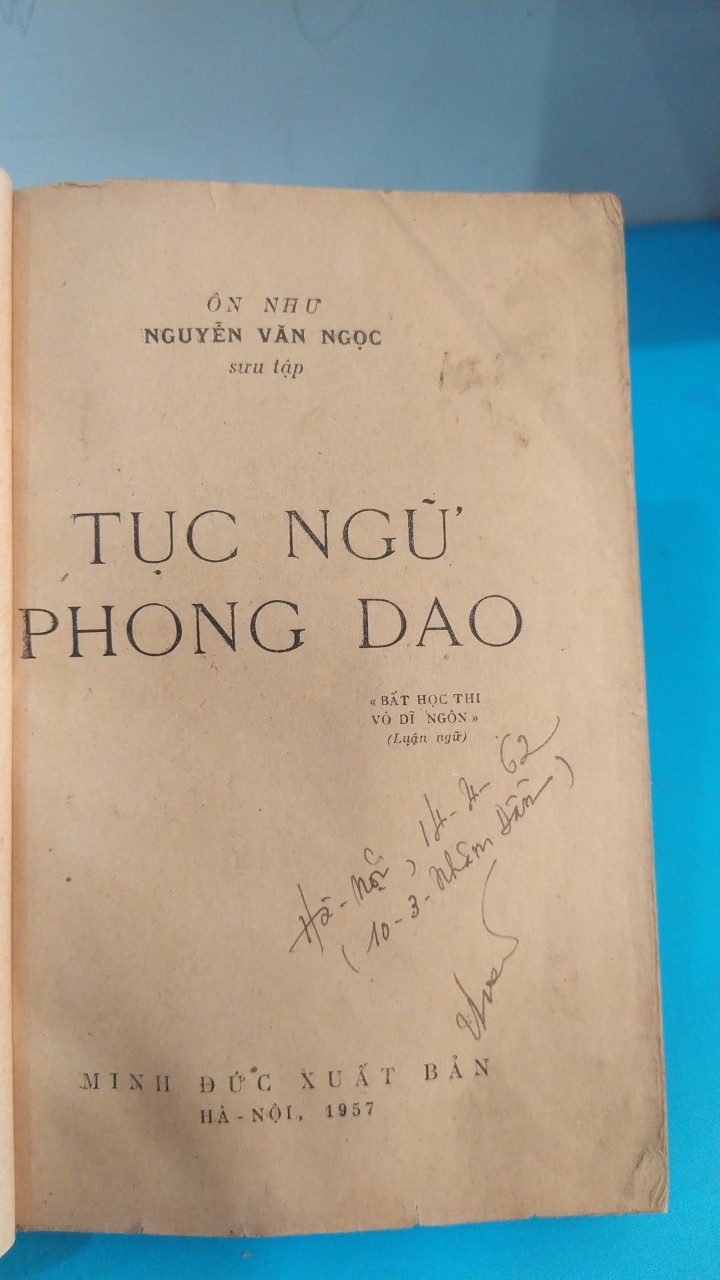 ÔN NHƯ
NGUYỄN VĂN NGỌC
sưu tập
TỤC NGỮ
PHONG DAO
« BẤT HỌC THI
VÔ DĨ NGÔN »
(Luận ngữ)
Hà-Nội, 14-4-62
(10-3-Nhâm Dần)
MINH ĐỨC XUẤT BẢN
HÀ-NỘI, 1957